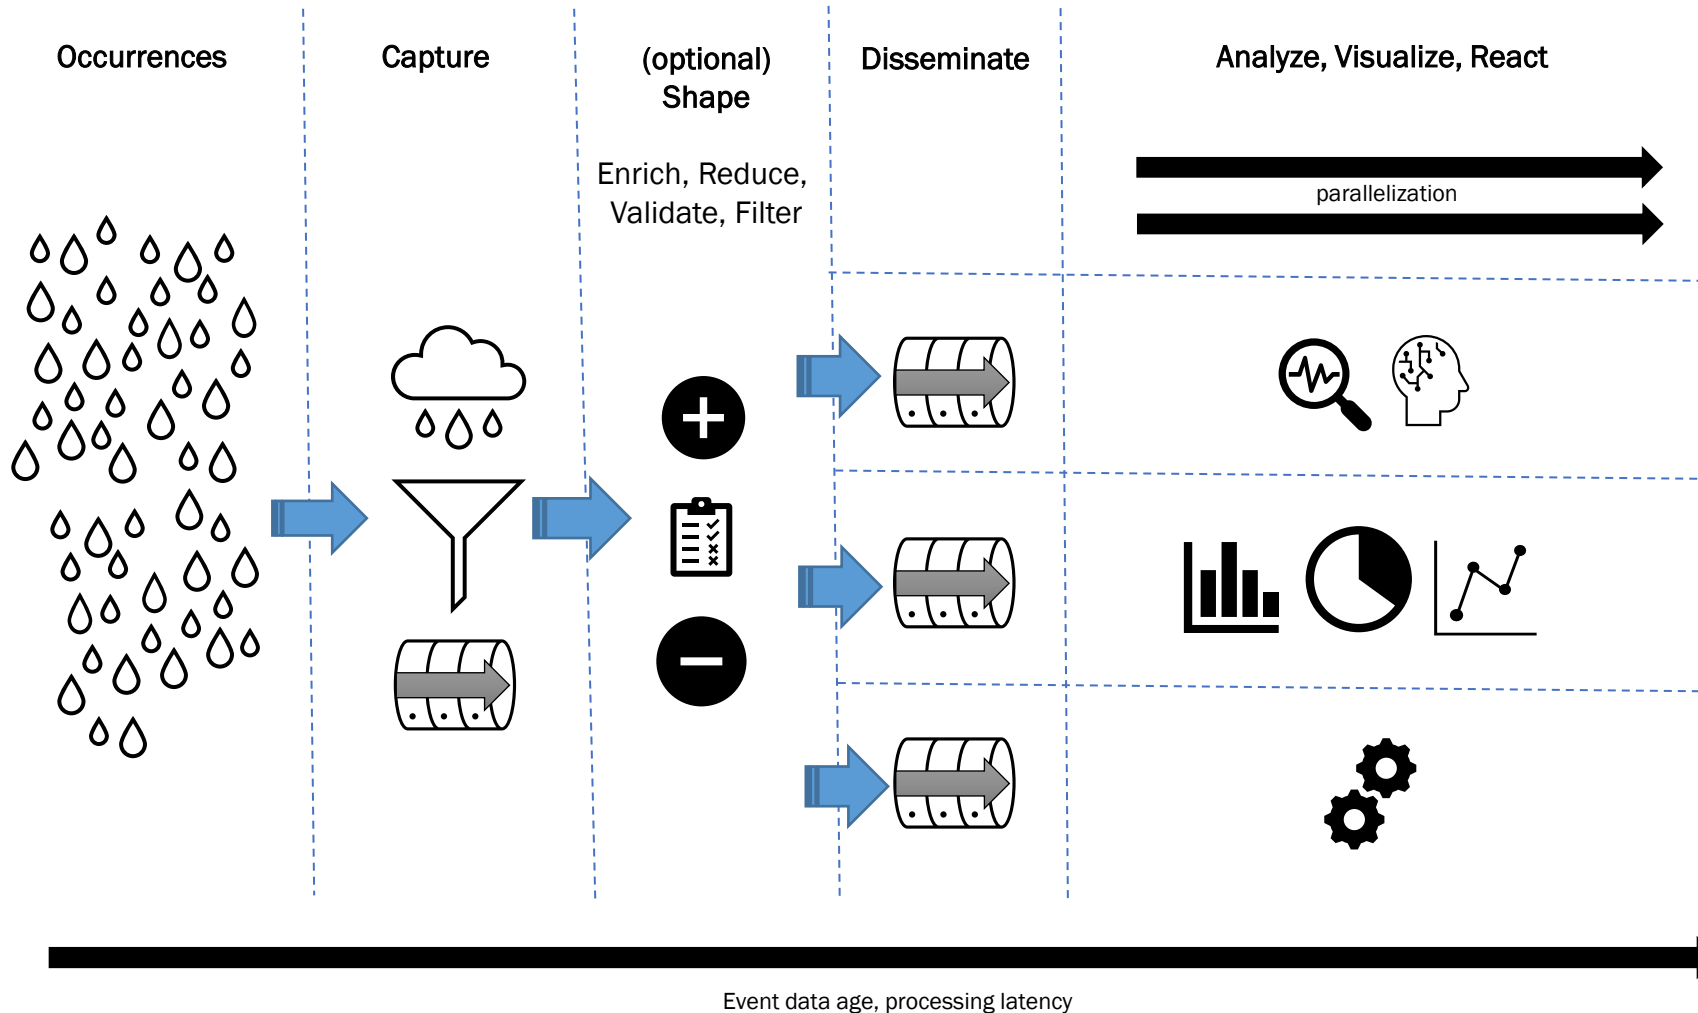 Occurrences
Capture
(optional)
Shape
Enrich, Reduce,
Validate, Filter
Disseminate
Analyze, Visualize, React
parallelization
Event data age, processing latency